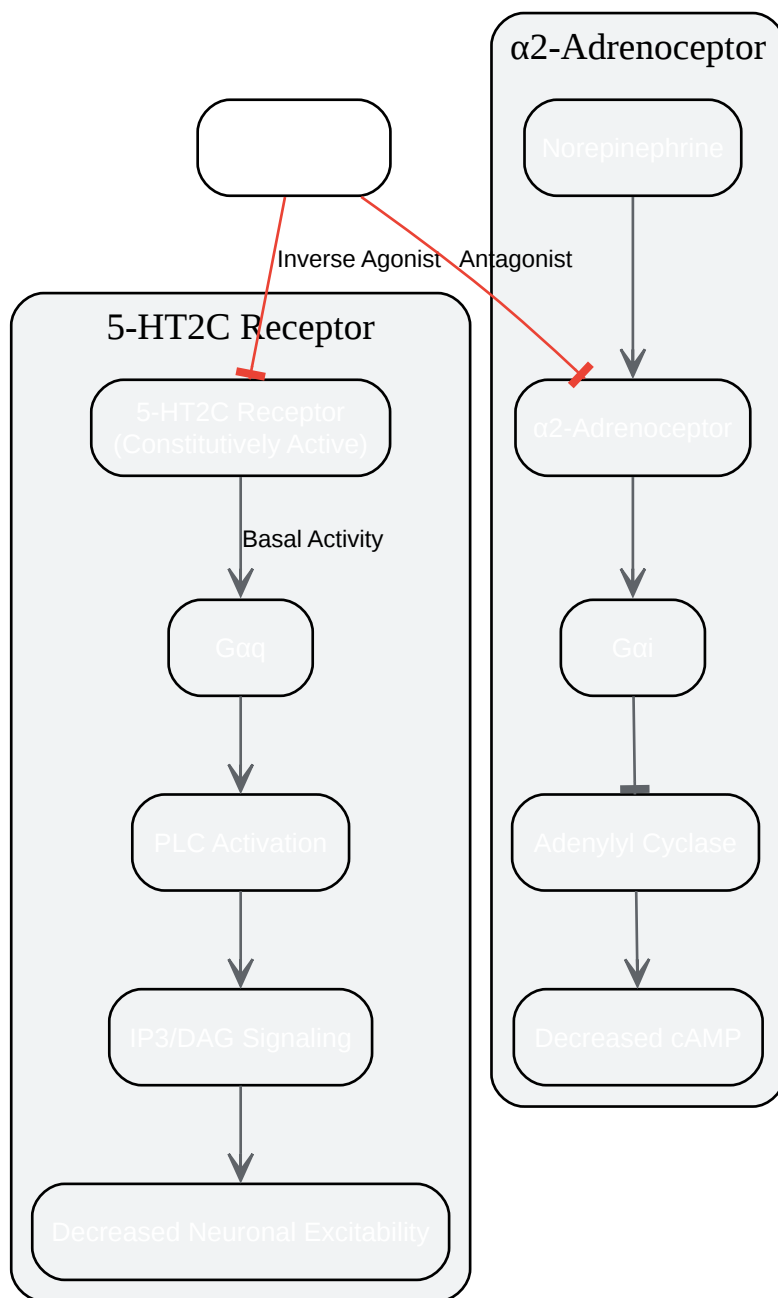 α2-Adrenoceptor
Norepinephrine
Inverse Agonist
Antagonist
5-HT2C Receptor
5-HT2C Receptor
(Constitutively Active)
α2-Adrenoceptor
Basal Activity
Gαq
Gαi
PLC Activation
Adenylyl Cyclase
IP3/DAG Signaling
Decreased cAMP
Decreased Neuronal Excitability